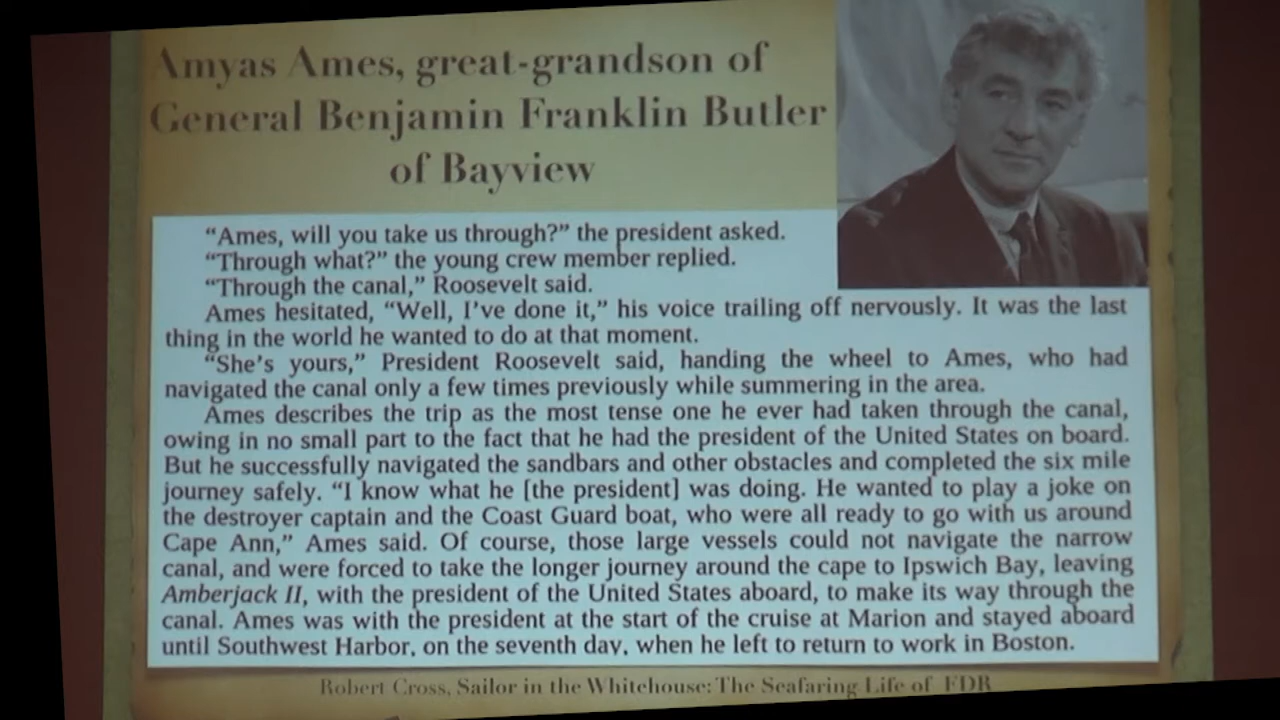 Amyas Ames, great-grandson of
General Benjamin Franklin Butler
of Bayview
“Ames, will you take us through?” the president asked.
“Through what?” the young crew member replied.
“Through the canal,” Roosevelt said.
Ames hesitated, “Well, I’ve done it,” his voice trailing off nervously. It was the last
thing in the world he wanted to do at that moment.
“She’s yours,” President Roosevelt said, handing the wheel to Ames, who had
navigated the canal only a few times previously while summering in the area.
Ames describes the trip as the most tense one he ever had taken through the canal,
owing in no small part to the fact that he had the president of the United States on board.
But he successfully navigated the sandbars and other obstacles and completed the six mile
journey safely. “I know what he [the president] was doing. He wanted to play a joke on
the destroyer captain and the Coast Guard boat, who were all ready to go with us around
Cape Ann,” Ames said. Of course, those large vessels could not navigate the narrow
canal, and were forced to take the longer journey around the cape to Ipswich Bay, leaving
Amberjack II, with the president of the United States aboard, to make its way through the
canal. Ames was with the president at the start of the cruise at Marion and stayed aboard
until Southwest Harbor, on the seventh day, when he left to return to work in Boston.
Robert Cross, Sailor in the Whitehouse: The Seafaring Life of FDR